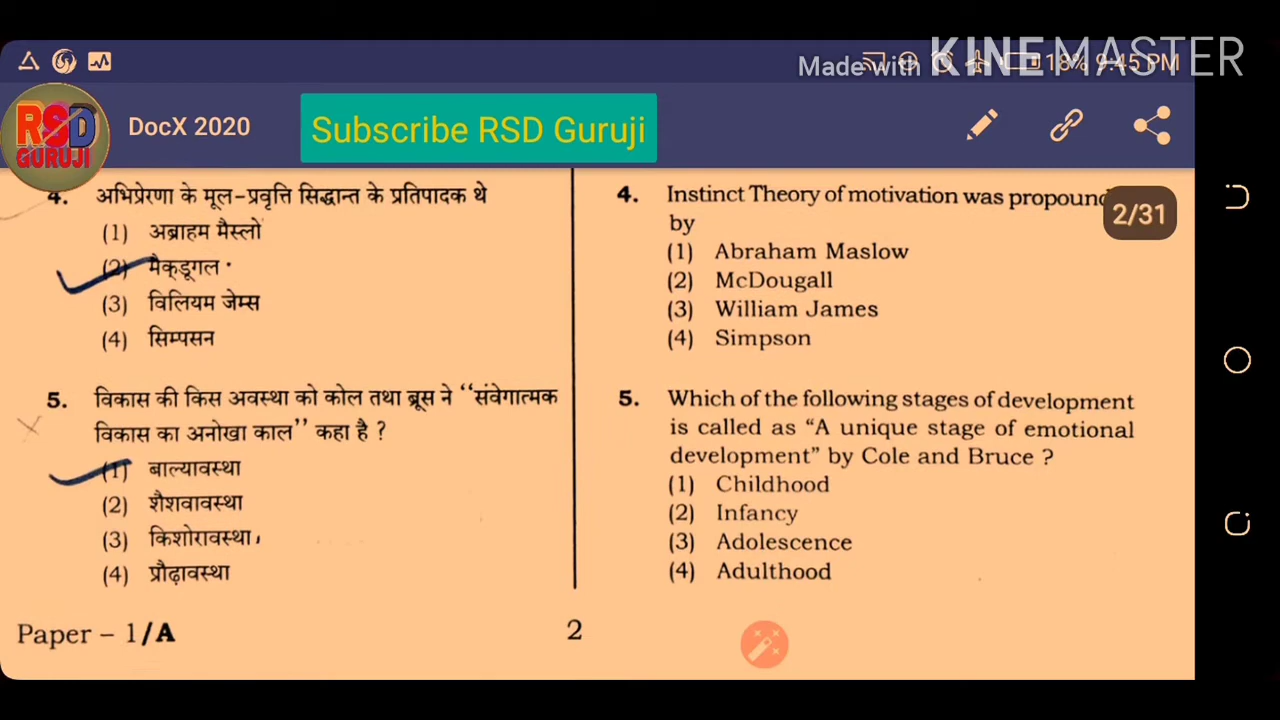 Made with KINEMASTER
18% 9:45 PM
RSD
GURUJI
DocX 2020
Subscribe RSD Guruji
2/31
4. अभिप्रेरणा के मूल-प्रवृत्ति सिद्धान्त के प्रतिपादक थे
(1) अब्राहम मैस्लो
(2) मैक्डूगल
(3) विलियम जेम्स
(4) सिम्पसन
5. विकास की किस अवस्था को कोल तथा ब्रूस ने ‘‘संवेगात्मक
विकास का अनोखा काल’’ कहा है ?
(1) बाल्यावस्था
(2) शैशवावस्था
(3) किशोरावस्था
(4) प्रौढ़ावस्था
4. Instinct Theory of motivation was propound
by
(1) Abraham Maslow
(2) McDougall
(3) William James
(4) Simpson
5. Which of the following stages of development
is called as “A unique stage of emotional
development” by Cole and Bruce ?
(1) Childhood
(2) Infancy
(3) Adolescence
(4) Adulthood
Paper – 1/A
2